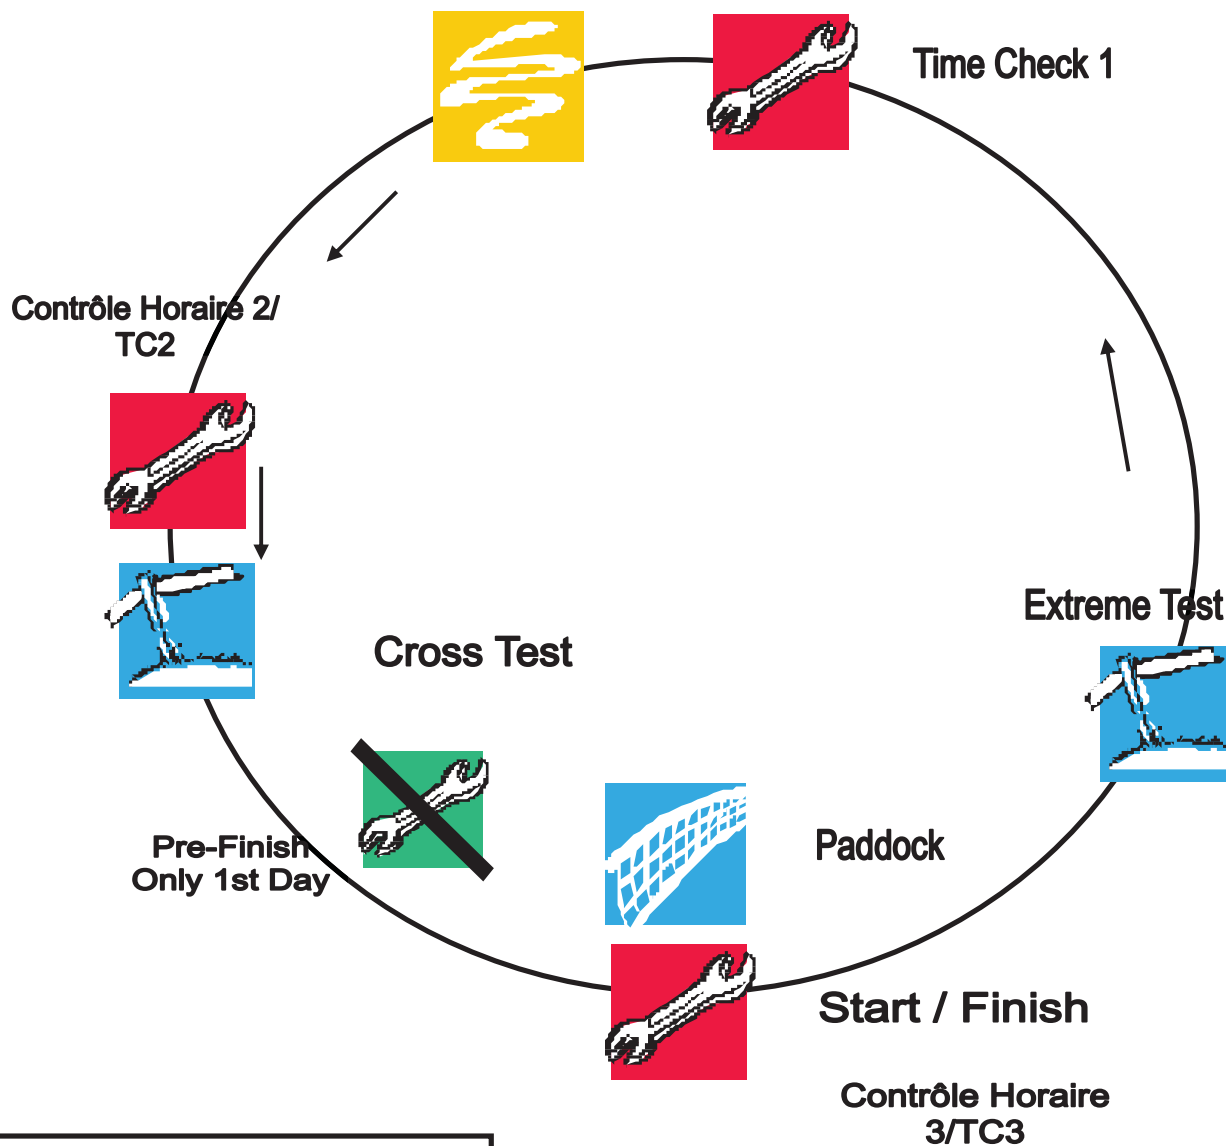 Time Check 1
Contrôle Horaire 2/
TC2
Extreme Test
Cross Test
Pre-Finish
Only 1st Day
Paddock
Start / Finish
Contrôle Horaire
3/TC3